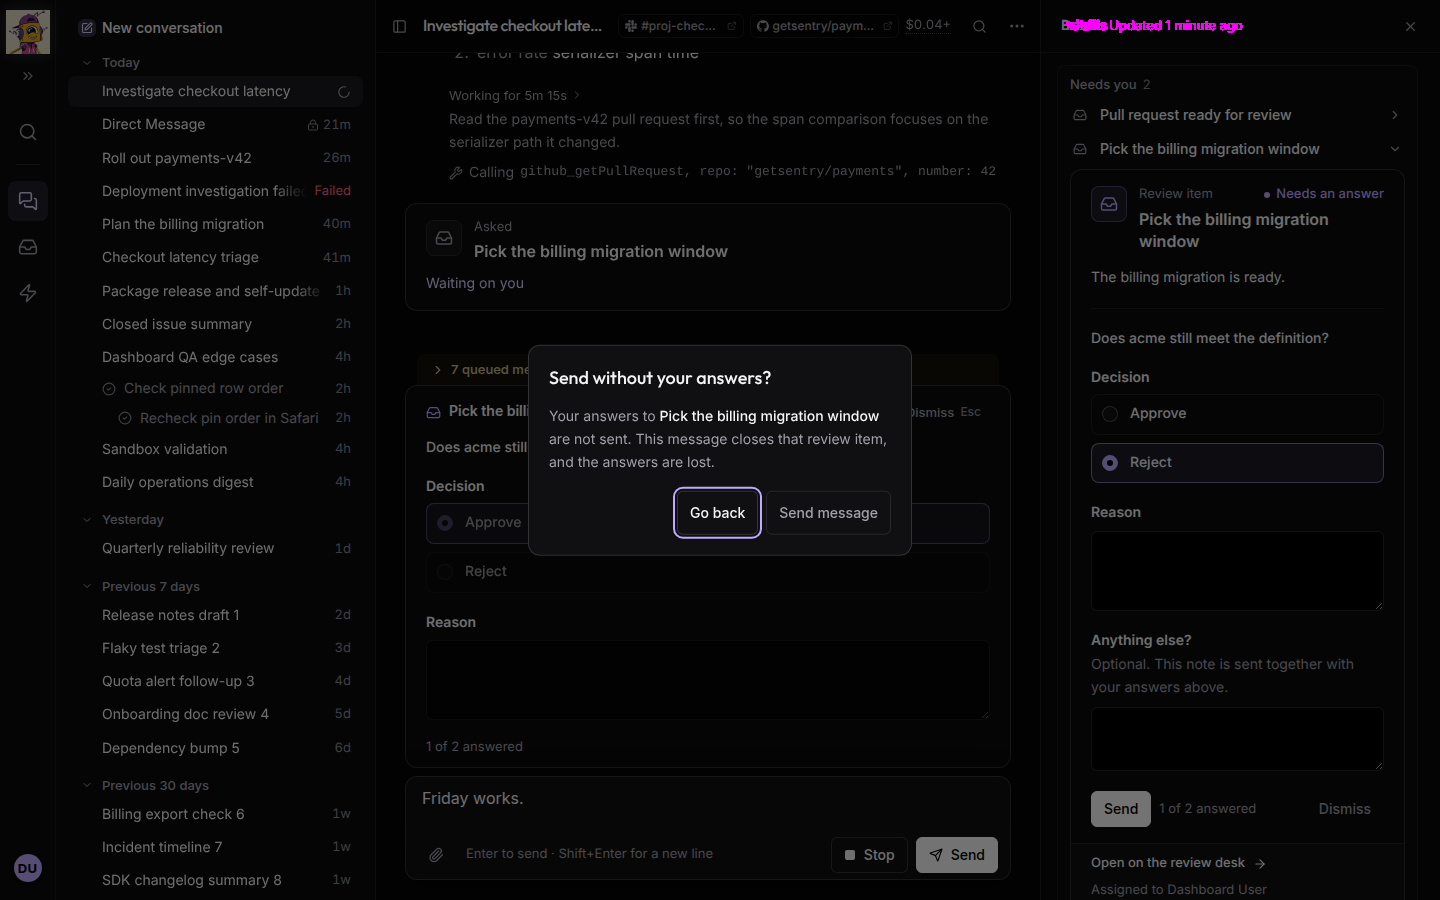 New conversation
Today
Investigate checkout latency
Direct Message 21m
Roll out payments-v42 26m
Deployment investigation failed Failed
Plan the billing migration 40m
Checkout latency triage 41m
Package release and self-update 1h
Closed issue summary 2h
Dashboard QA edge cases 4h
Check pinned row order 2h
Recheck pin order in Safari 2h
Sandbox validation 4h
Daily operations digest 4h
Yesterday
Quarterly reliability review 1d
Previous 7 days
Release notes draft 1 2d
Flaky test triage 2 3d
Quota alert follow-up 3 4d
Onboarding doc review 4 5d
Dependency bump 5 6d
Previous 30 days
Billing export check 6 1w
Incident timeline 7 1w
SDK changelog summary 8 1w
DU
Investigate checkout late... #proj-chec... getsentry/paym... $0.04+
2. error rate serializer span time
Working for 5m 15s
Read the payments-v42 pull request first, so the span comparison focuses on the
serializer path it changed.
Calling github_getPullRequest, repo: "getsentry/payments", number: 42
Asked
Pick the billing migration window
Waiting on you
7 queued me
Pick the billi
Dismiss Esc
Does acme still
Decision
Approve
Reject
Reason
1 of 2 answered
Friday works.
Enter to send · Shift+Enter for a new line
Stop
Send
Send without your answers?
Your answers to Pick the billing migration window
are not sent. This message closes that review item,
and the answers are lost.
Go back
Send message
Updated 1 minute ago
Needs you 2
Pull request ready for review
Pick the billing migration window
Review item Needs an answer
Pick the billing migration
window
The billing migration is ready.
Does acme still meet the definition?
Decision
Approve
Reject
Reason
Anything else?
Optional. This note is sent together with
your answers above.
Send 1 of 2 answered Dismiss
Open on the review desk
Assigned to Dashboard User